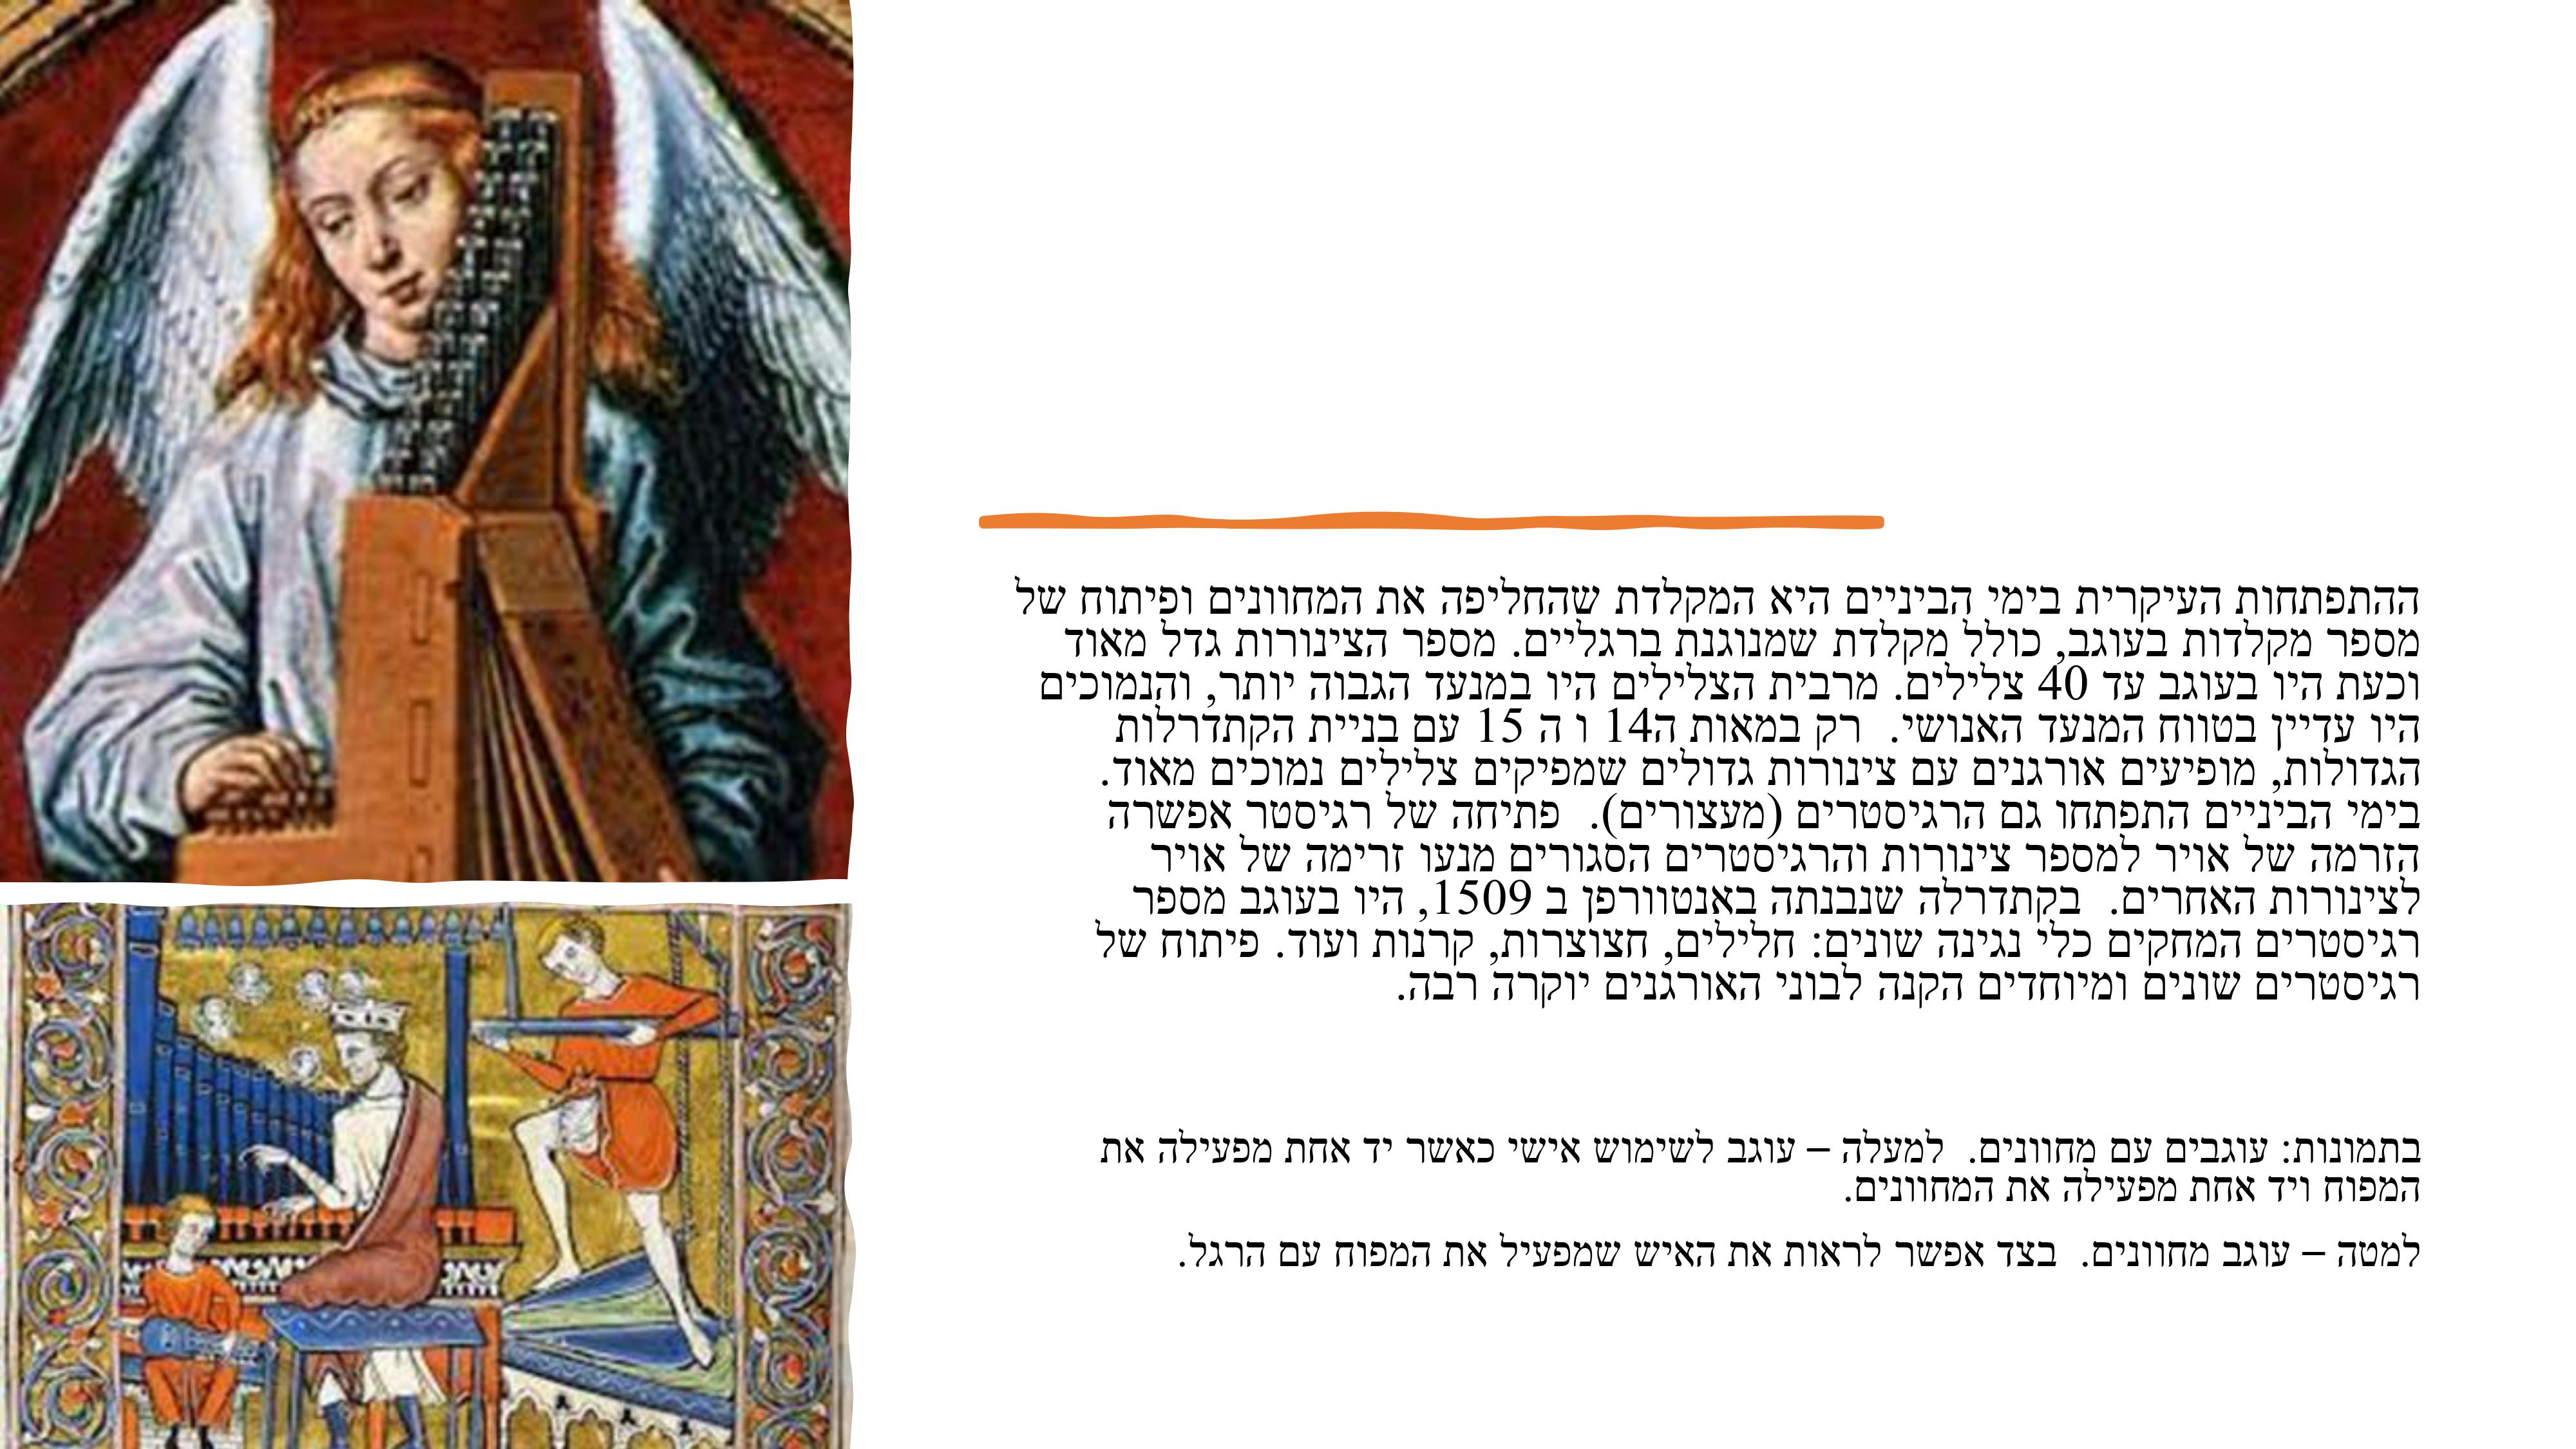 ההתפתחות העיקרית בימי הביניים היא המקלדת שהחליפה את המחוונים ופיתוח של
מספר מקלדות בעוגב, כולל מקלדת שמנוגנת ברגליים. מספר הצינורות גדל מאוד
וכעת היו בעוגב עד 40 צלילים. מרבית הצלילים היו במנעד הגבוה יותר, והנמוכים
היו עדיין בטווח המנעד האנושי.  רק במאות ה14 ו ה 15 עם בניית הקתדרלות
הגדולות, מופיעים אורגנים עם צינורות גדולים שמפיקים צלילים נמוכים מאוד.
בימי הביניים התפתחו גם הרגיסטרים (מעצורים).  פתיחה של רגיסטר אפשרה
הזרמה של אויר למספר צינורות והרגיסטרים הסגורים מנעו זרימה של אויר
לצינורות האחרים.  בקתדרלה שנבנתה באנטוורפן ב 1509, היו בעוגב מספר
רגיסטרים המחקים כלי נגינה שונים: חלילים, חצוצרות, קרנות ועוד. פיתוח של
רגיסטרים שונים ומיוחדים הקנה לבוני האורגנים יוקרה רבה.
בתמונות: עוגבים עם מחוונים.  למעלה – עוגב לשימוש אישי כאשר יד אחת מפעילה את
המפוח ויד אחת מפעילה את המחוונים.
למטה – עוגב מחוונים.  בצד אפשר לראות את האיש שמפעיל את המפוח עם הרגל.